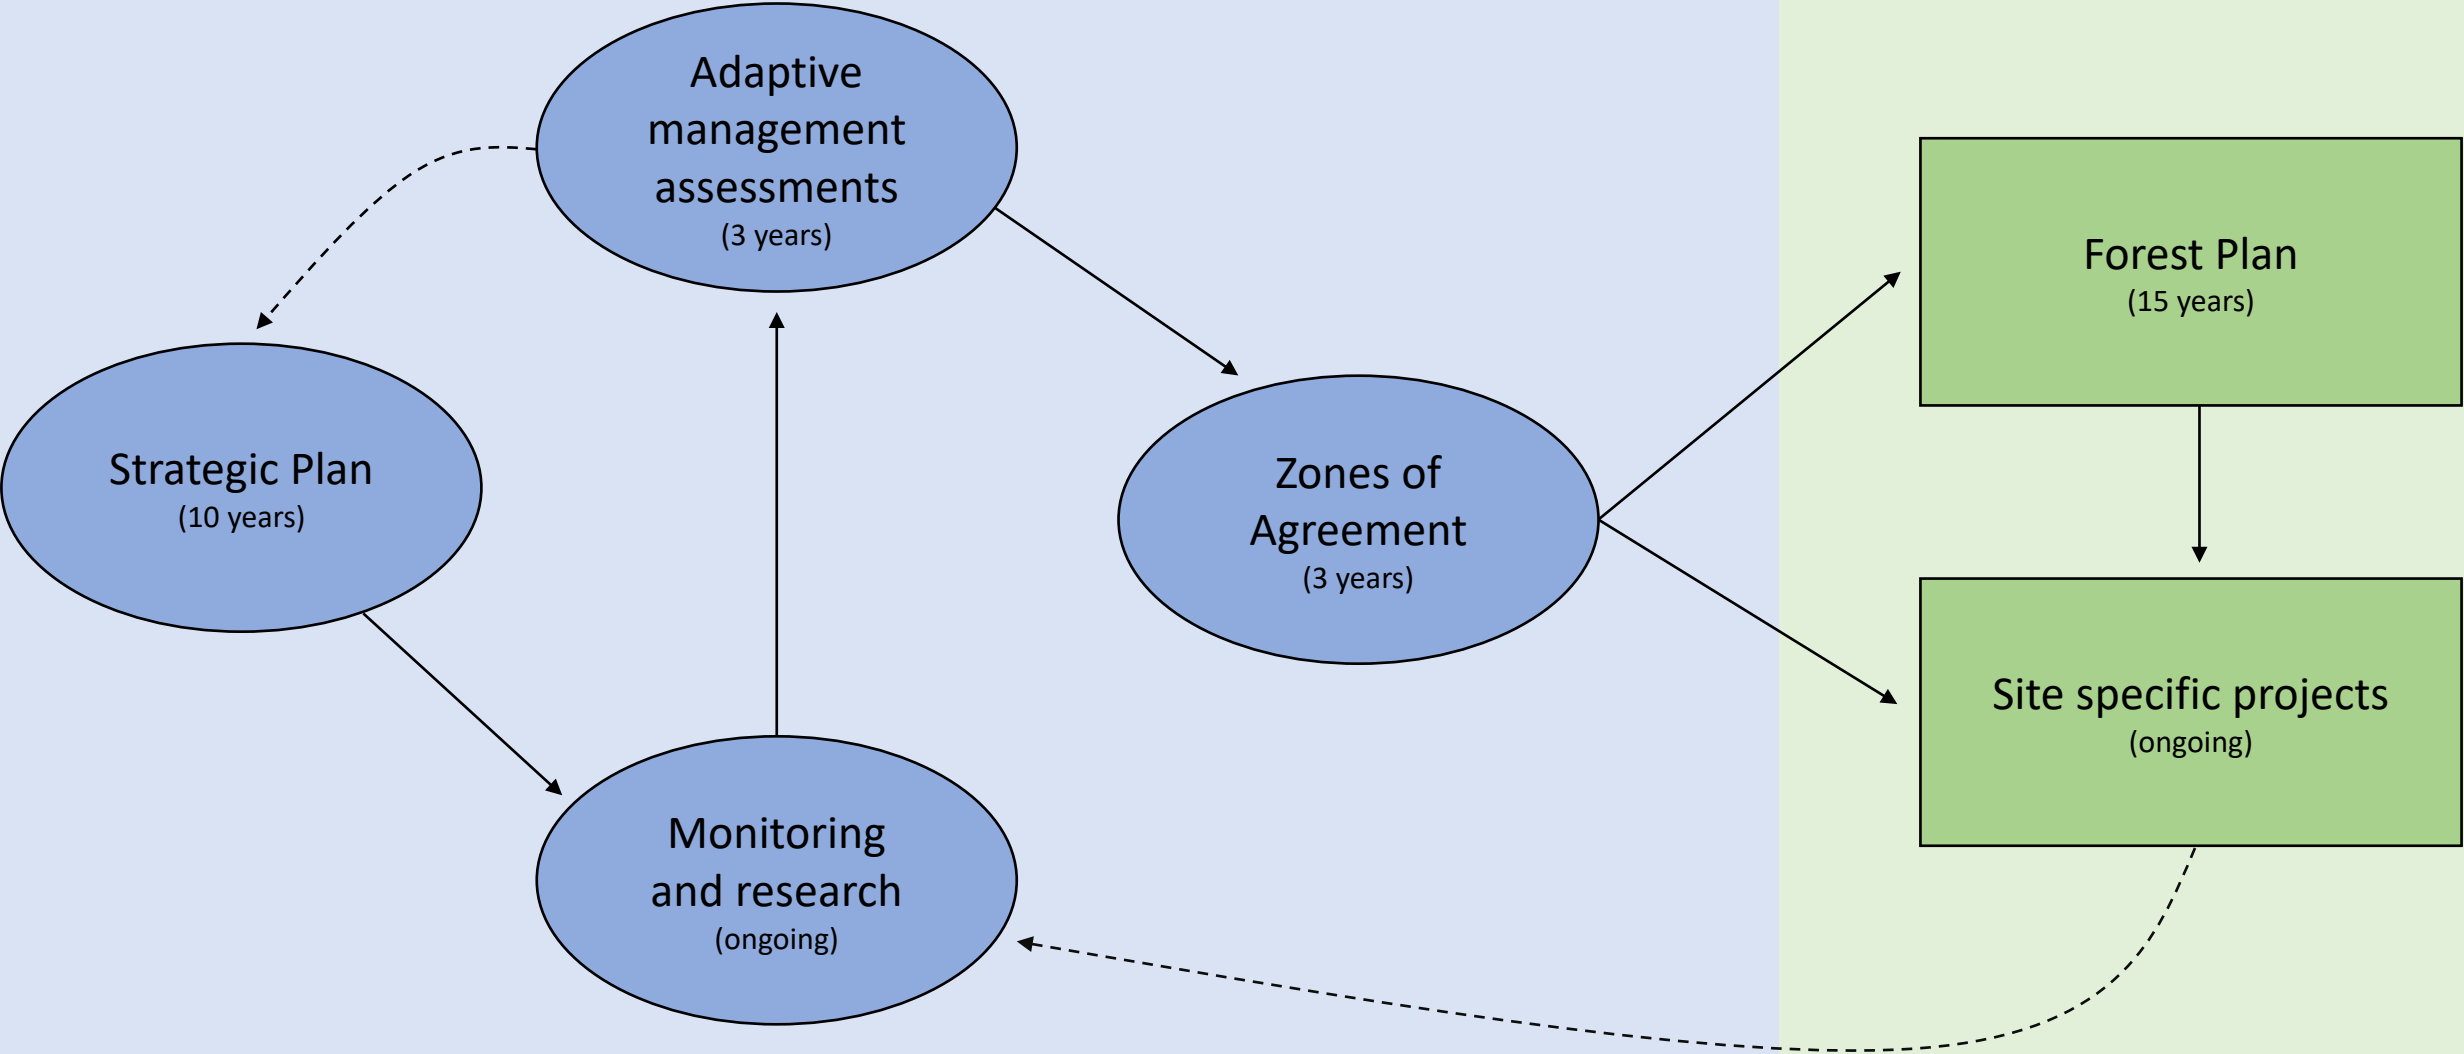 Adaptive
management
assessments
(3 years)
Strategic Plan
(10 years)
Monitoring
and research
(ongoing)
Zones of
Agreement
(3 years)
Forest Plan
(15 years)
Site specific projects
(ongoing)